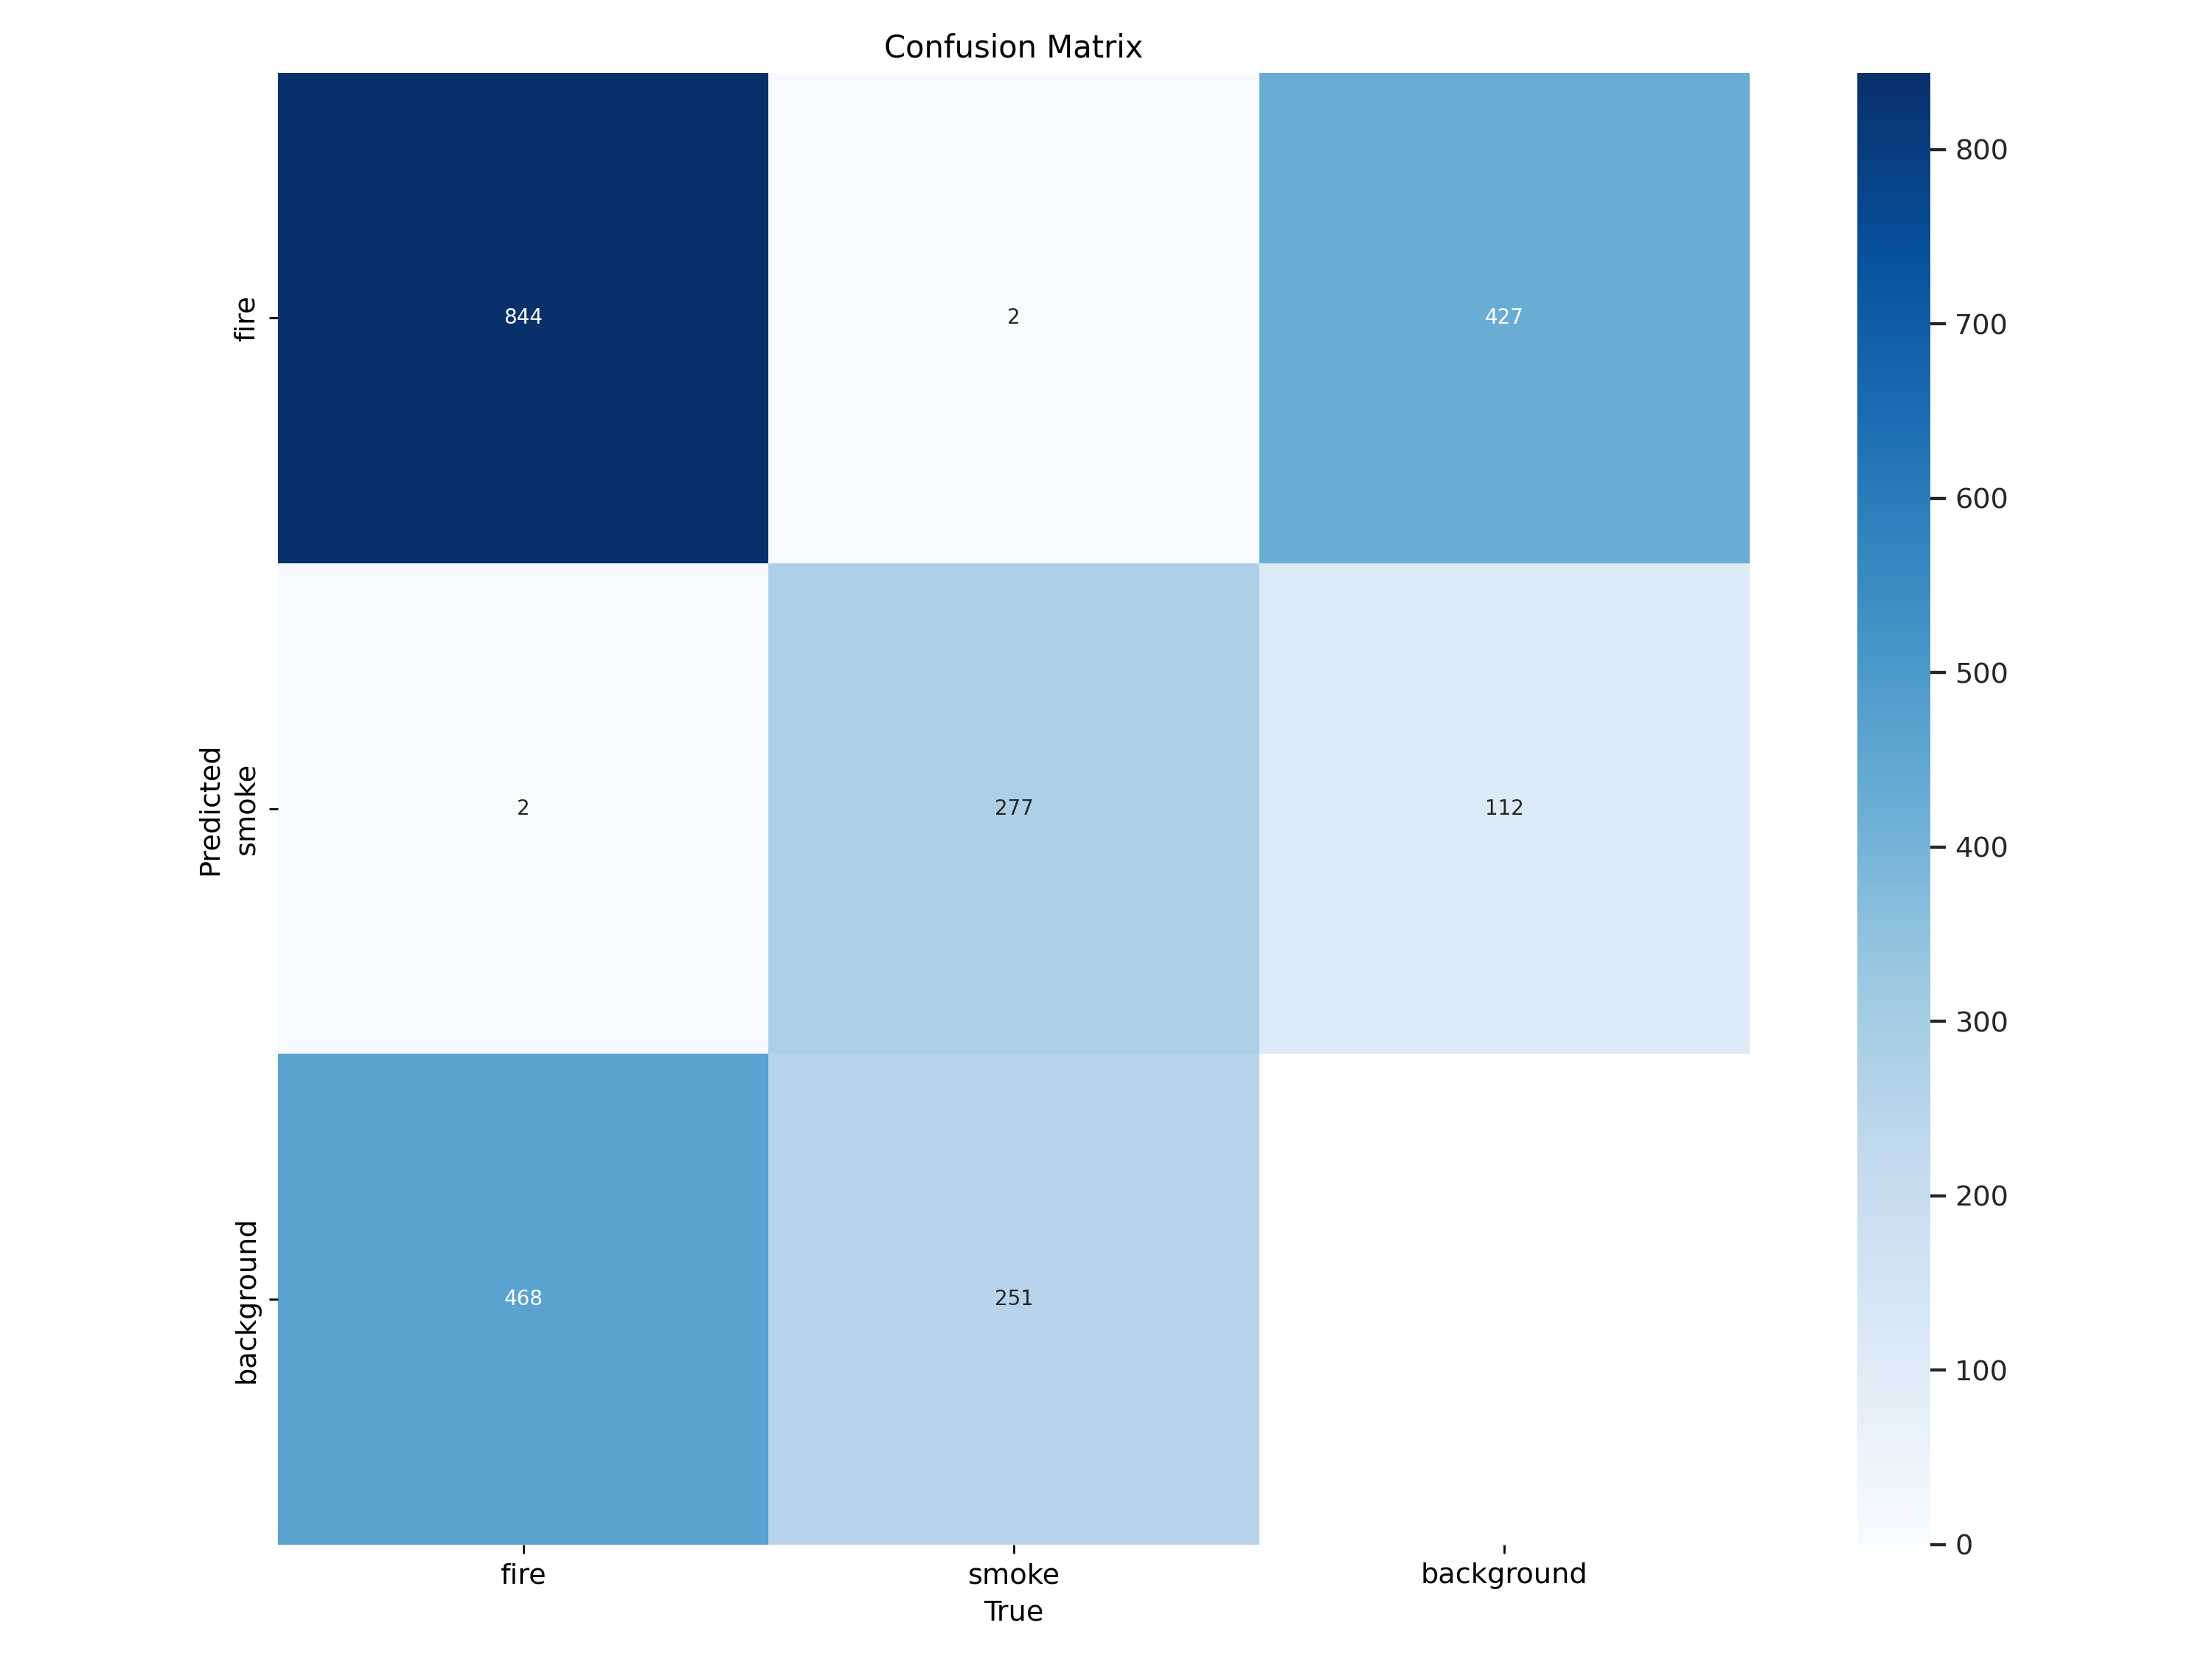 Confusion Matrix
844
2
427
800
700
600
500
400
300
200
100
0
fire
2
277
112
Predicted
smoke
468
251
background
fire
smoke
background
True